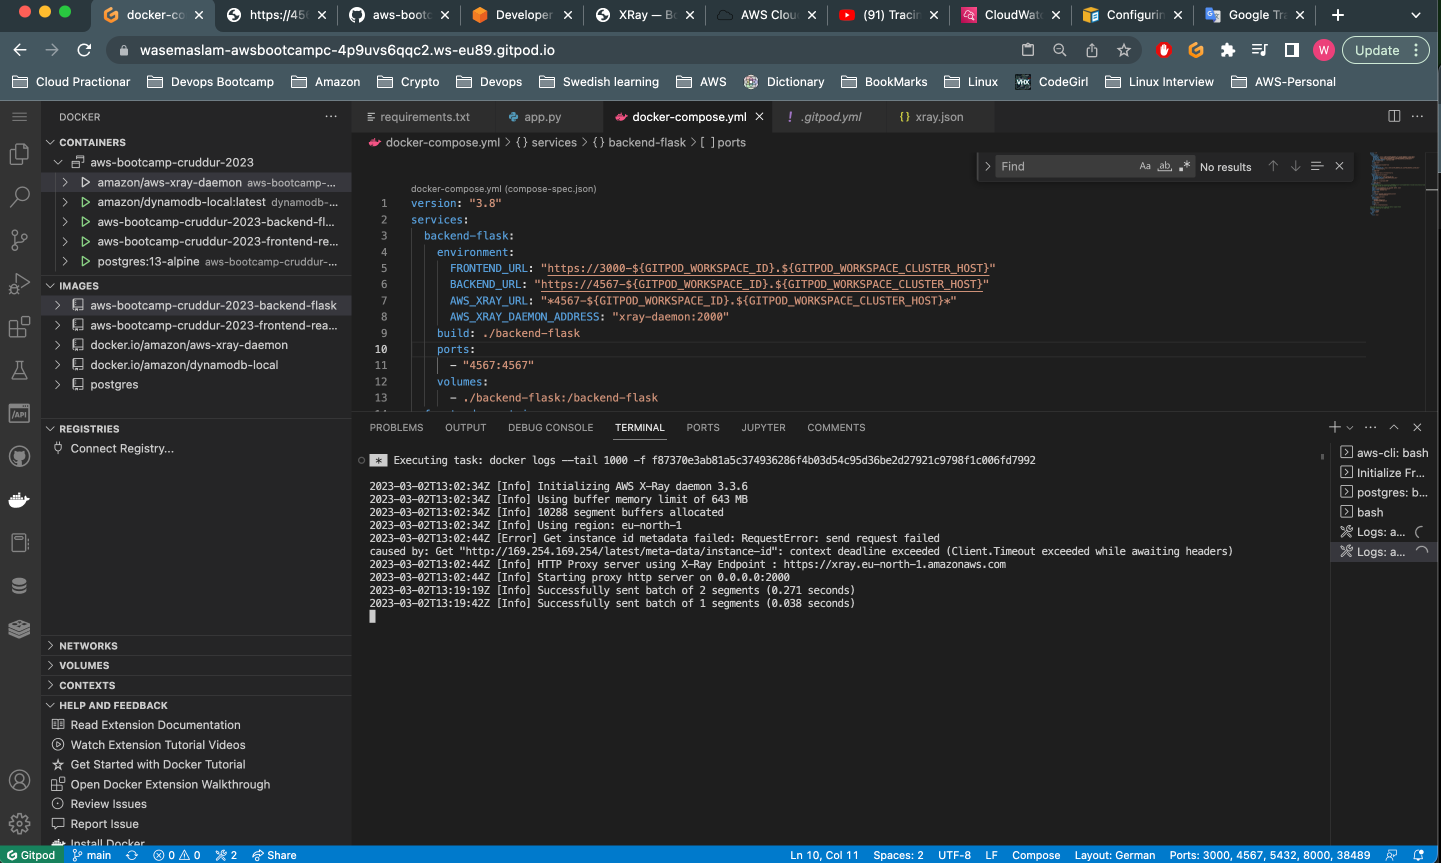 docker-co
https://45
aws-bootc
Developer
XRay — Bo
AWS Clou
(91) Tracin
CloudWatc
Configurin
Google Tra
wasemaslam-awsbootcampc-4p9uvs6qqc2.ws-eu89.gitpod.io
W
Update
Cloud Practionar
Devops Bootcamp
Amazon
Crypto
Devops
Swedish learning
AWS
Dictionary
BookMarks
Linux
CodeGirl
Linux Interview
AWS-Personal
DOCKER
CONTAINERS
aws-bootcamp-cruddur-2023
amazon/aws-xray-daemon aws-bootcamp-...
amazon/dynamodb-local:latest dynamodb-...
aws-bootcamp-cruddur-2023-backend-fl...
aws-bootcamp-cruddur-2023-frontend-re...
postgres:13-alpine aws-bootcamp-cruddur-...
IMAGES
aws-bootcamp-cruddur-2023-backend-flask
aws-bootcamp-cruddur-2023-frontend-rea...
docker.io/amazon/aws-xray-daemon
docker.io/amazon/dynamodb-local
postgres
REGISTRIES
Connect Registry...
NETWORKS
VOLUMES
CONTEXTS
HELP AND FEEDBACK
Read Extension Documentation
Watch Extension Tutorial Videos
Get Started with Docker Tutorial
Open Docker Extension Walkthrough
Review Issues
Report Issue
Install Docker
requirements.txt
app.py
docker-compose.yml
.gitpod.yml
xray.json
docker-compose.yml > {} services > {} backend-flask > [ ] ports
Find
Aa
ab
No results
docker-compose.yml (compose-spec.json)
1 version: "3.8"
2 services:
3 backend-flask:
4 environment:
5 FRONTEND_URL: "https://3000-${GITPOD_WORKSPACE_ID}.${GITPOD_WORKSPACE_CLUSTER_HOST}"
6 BACKEND_URL: "https://4567-${GITPOD_WORKSPACE_ID}.${GITPOD_WORKSPACE_CLUSTER_HOST}"
7 AWS_XRAY_URL: "*4567-${GITPOD_WORKSPACE_ID}.${GITPOD_WORKSPACE_CLUSTER_HOST}*"
8 AWS_XRAY_DAEMON_ADDRESS: "xray-daemon:2000"
9 build: ./backend-flask
10 ports:
11 - "4567:4567"
12 volumes:
13 - ./backend-flask:/backend-flask
PROBLEMS
OUTPUT
DEBUG CONSOLE
TERMINAL
PORTS
JUPYTER
COMMENTS
* Executing task: docker logs --tail 1000 -f f87370e3ab81a5c374936286f4b03d54c95d36be2d27921c9798f1c006fd7992
2023-03-02T13:02:34Z [Info] Initializing AWS X-Ray daemon 3.3.6
2023-03-02T13:02:34Z [Info] Using buffer memory limit of 643 MB
2023-03-02T13:02:34Z [Info] 10288 segment buffers allocated
2023-03-02T13:02:34Z [Info] Using region: eu-north-1
2023-03-02T13:02:44Z [Error] Get instance id metadata failed: RequestError: send request failed
caused by: Get "http://169.254.169.254/latest/meta-data/instance-id": context deadline exceeded (Client.Timeout exceeded while awaiting headers)
2023-03-02T13:02:44Z [Info] HTTP Proxy server using X-Ray Endpoint : https://xray.eu-north-1.amazonaws.com
2023-03-02T13:02:44Z [Info] Starting proxy http server on 0.0.0.0:2000
2023-03-02T13:19:19Z [Info] Successfully sent batch of 2 segments (0.271 seconds)
2023-03-02T13:19:42Z [Info] Successfully sent batch of 1 segments (0.038 seconds)
aws-cli: bash
Initialize Fr...
postgres: b...
bash
Logs: a...
Logs: a...
Gitpod
main
0
0
2
Share
Ln 10, Col 11
Spaces: 2
UTF-8
LF
Compose
Layout: German
Ports: 3000, 4567, 5432, 8000, 38489